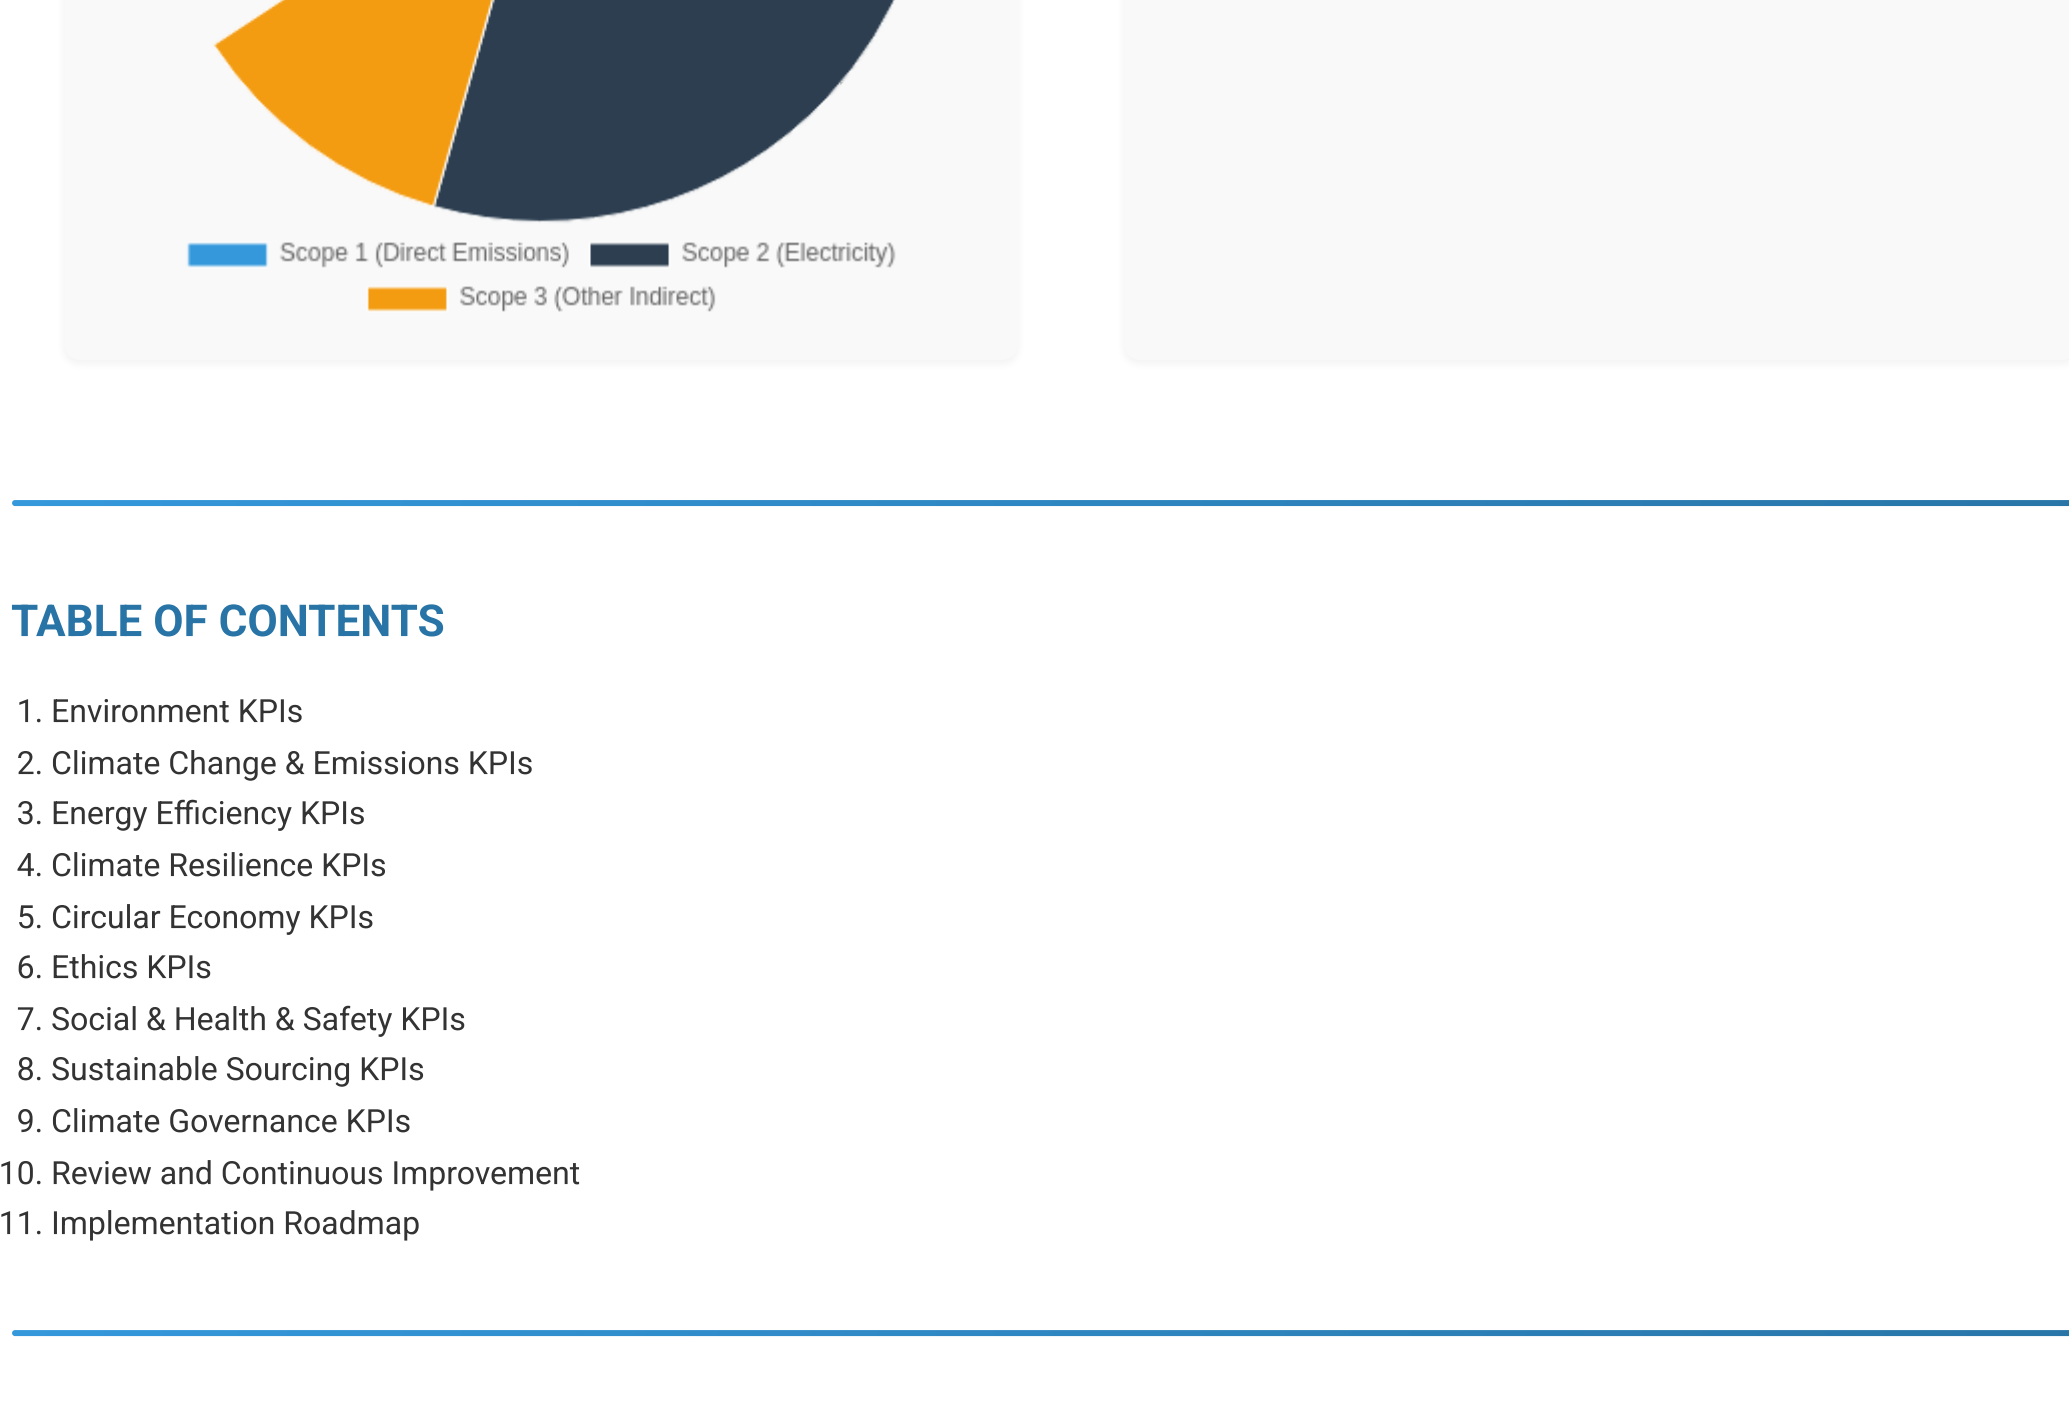 Scope 1 (Direct Emissions) Scope 2 (Electricity)
Scope 3 (Other Indirect)
TABLE OF CONTENTS
1. Environment KPIs
2. Climate Change & Emissions KPIs
3. Energy Efficiency KPIs
4. Climate Resilience KPIs
5. Circular Economy KPIs
6. Ethics KPIs
7. Social & Health & Safety KPIs
8. Sustainable Sourcing KPIs
9. Climate Governance KPIs
10. Review and Continuous Improvement
11. Implementation Roadmap